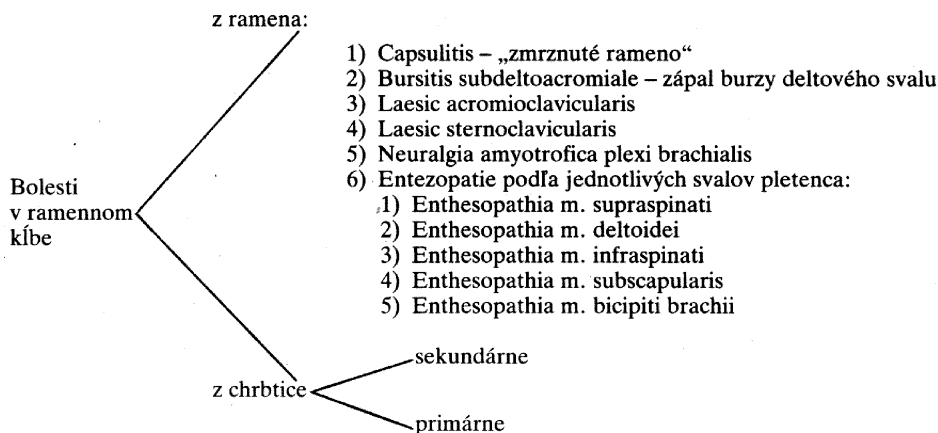 z ramena:
1) Capsulitis – „zmrznuté rameno“
2) Bursitis subdeltoacromiale – zápal burzy deltového svalu
3) Laesic acromioclavicularis
4) Laesic sternoclavicularis
5) Neuralgia amyotrofica plexi brachialis
6) Entezopatie podľa jednotlivých svalov pletenca:
1) Enthesopathia m. supraspinati
2) Enthesopathia m. deltoidei
3) Enthesopathia m. infraspinati
4) Enthesopathia m. subscapularis
5) Enthesopathia m. bicipiti brachii
Bolesti
v ramennom
kĺbe
z chrbtice
sekundárne
primárne